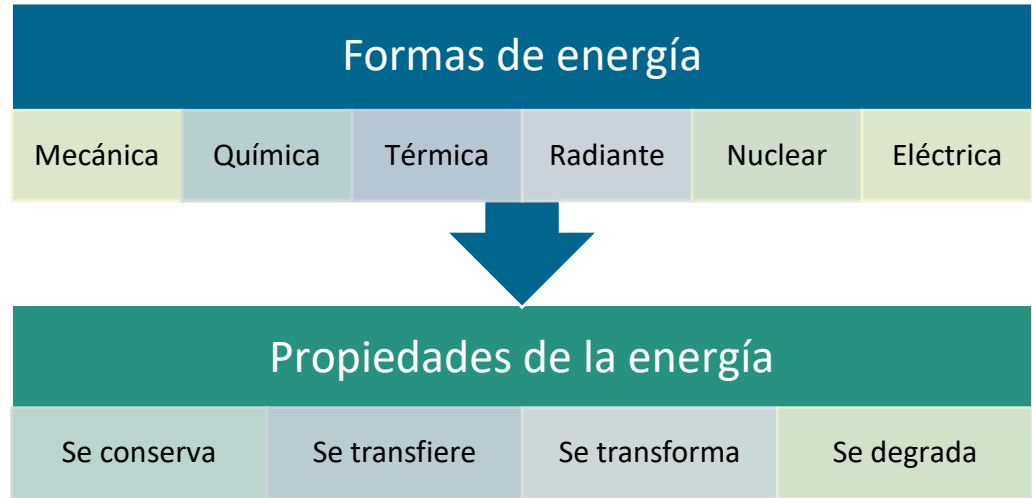 Formas de energía
Mecánica Química Térmica Radiante Nuclear Eléctrica
Propiedades de la energía
Se conserva Se transfiere Se transforma Se degrada